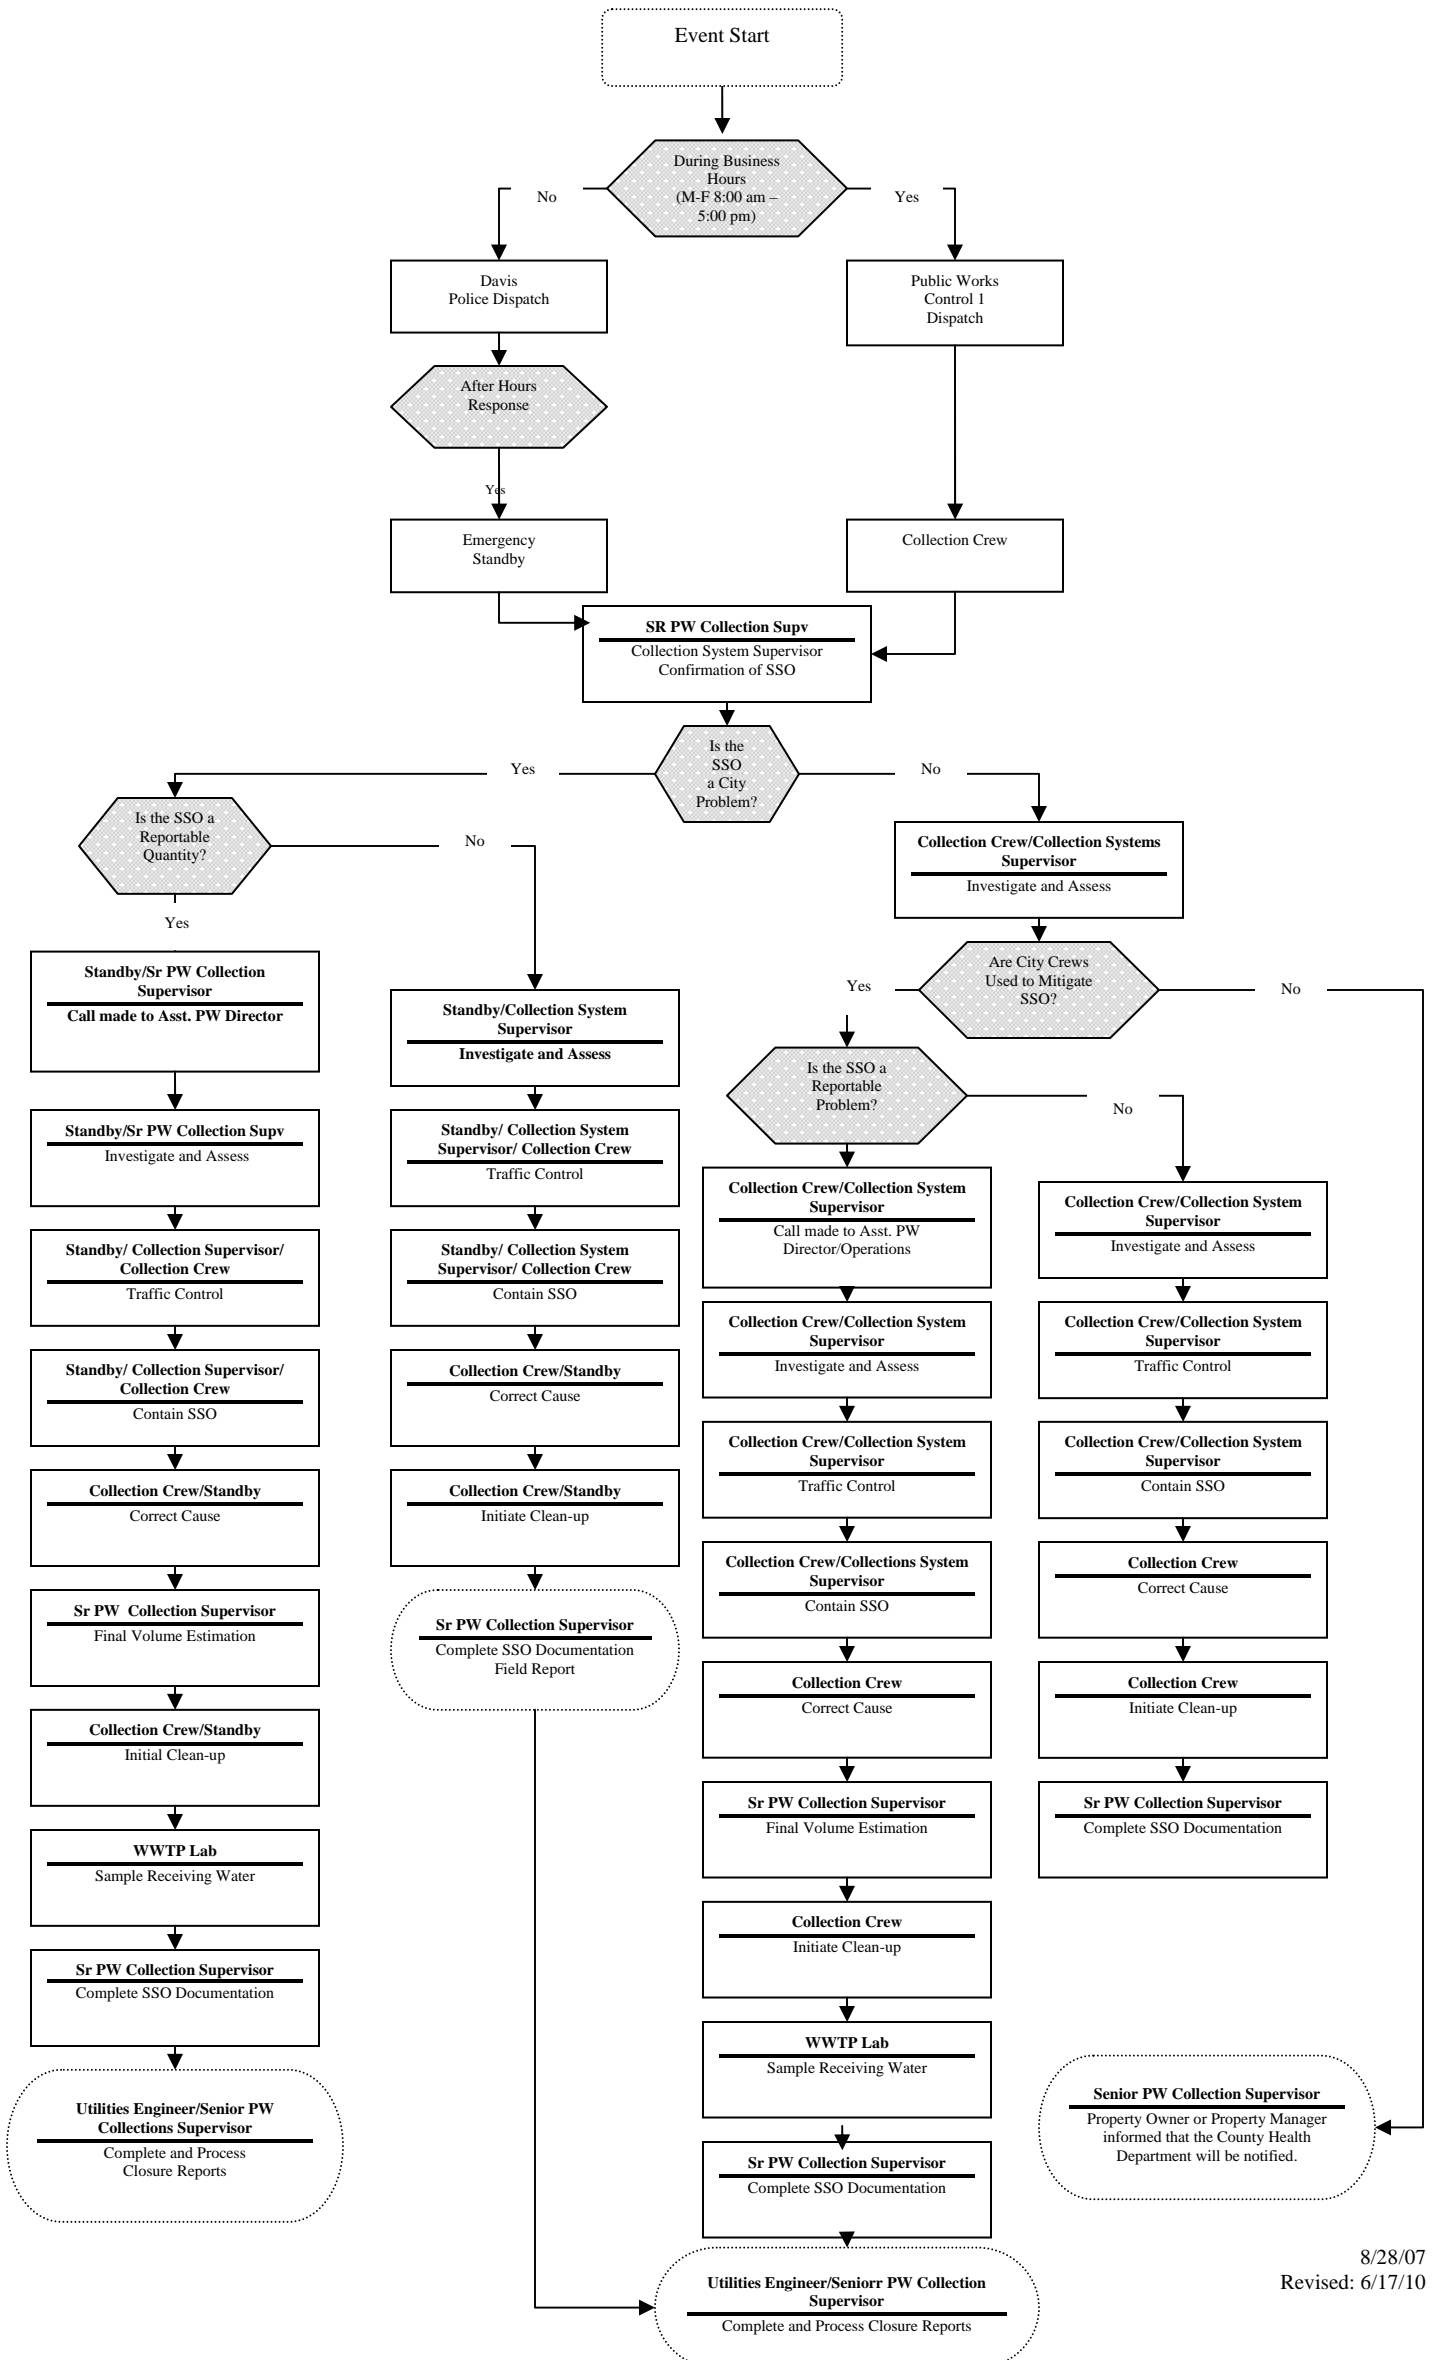 Event Start
During Business
Hours
(M-F 8:00 am –
5:00 pm)
No
Yes
Davis
Police Dispatch
Public Works
Control 1
Dispatch
After Hours
Response
Yes
Emergency
Standby
Collection Crew
SR PW Collection Supv
Collection System Supervisor
Confirmation of SSO
Is the
SSO
a City
Problem?
Yes
No
Is the SSO a
Reportable
Quantity?
No
Yes
Collection Crew/Collection Systems
Supervisor
Investigate and Assess
Are City Crews
Used to Mitigate
SSO?
Yes
No
Is the SSO a
Reportable
Problem?
No
Standby/Sr PW Collection
Supervisor
Call made to Asst. PW Director
Standby/Sr PW Collection Supv
Investigate and Assess
Standby/ Collection Supervisor/
Collection Crew
Traffic Control
Standby/ Collection Supervisor/
Collection Crew
Contain SSO
Collection Crew/Standby
Correct Cause
Sr PW  Collection Supervisor
Final Volume Estimation
Collection Crew/Standby
Initial Clean-up
WWTP Lab
Sample Receiving Water
Sr PW Collection Supervisor
Complete SSO Documentation
Utilities Engineer/Senior PW
Collections Supervisor
Complete and Process
Closure Reports
Standby/Collection System
Supervisor
Investigate and Assess
Standby/ Collection System
Supervisor/ Collection Crew
Traffic Control
Standby/ Collection System
Supervisor/ Collection Crew
Contain SSO
Collection Crew/Standby
Correct Cause
Collection Crew/Standby
Initiate Clean-up
Sr PW Collection Supervisor
Complete SSO Documentation
Field Report
Collection Crew/Collection System
Supervisor
Call made to Asst. PW
Director/Operations
Collection Crew/Collection System
Supervisor
Investigate and Assess
Collection Crew/Collection System
Supervisor
Traffic Control
Collection Crew/Collections System
Supervisor
Contain SSO
Collection Crew
Correct Cause
Sr PW Collection Supervisor
Final Volume Estimation
Collection Crew
Initiate Clean-up
WWTP Lab
Sample Receiving Water
Sr PW Collection Supervisor
Complete SSO Documentation
Utilities Engineer/Seniorr PW Collection
Supervisor
Complete and Process Closure Reports
Collection Crew/Collection System
Supervisor
Investigate and Assess
Collection Crew/Collection System
Supervisor
Traffic Control
Collection Crew/Collection System
Supervisor
Contain SSO
Collection Crew
Correct Cause
Collection Crew
Initiate Clean-up
Sr PW Collection Supervisor
Complete SSO Documentation
Senior PW Collection Supervisor
Property Owner or Property Manager
informed that the County Health
Department will be notified.
8/28/07
Revised: 6/17/10